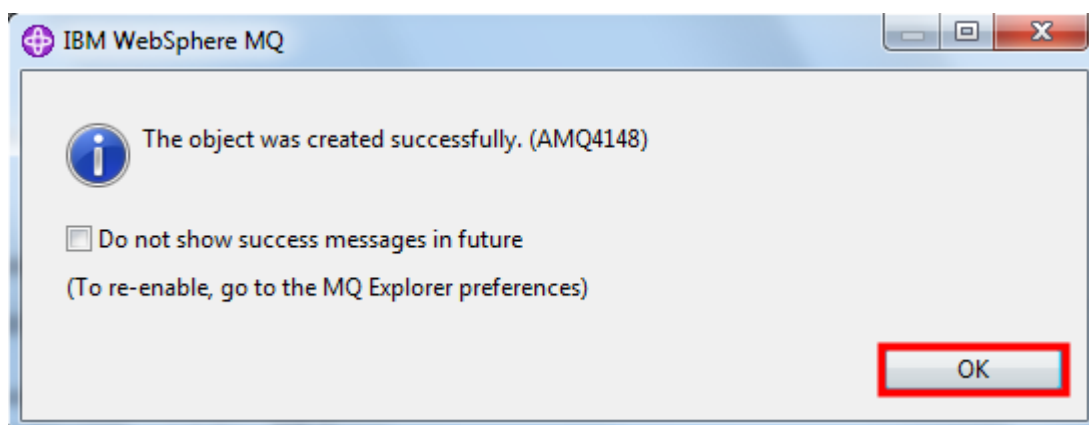 IBM WebSphere MQ
The object was created successfully. (AMQ4148)
Do not show success messages in future
(To re-enable, go to the MQ Explorer preferences)
OK